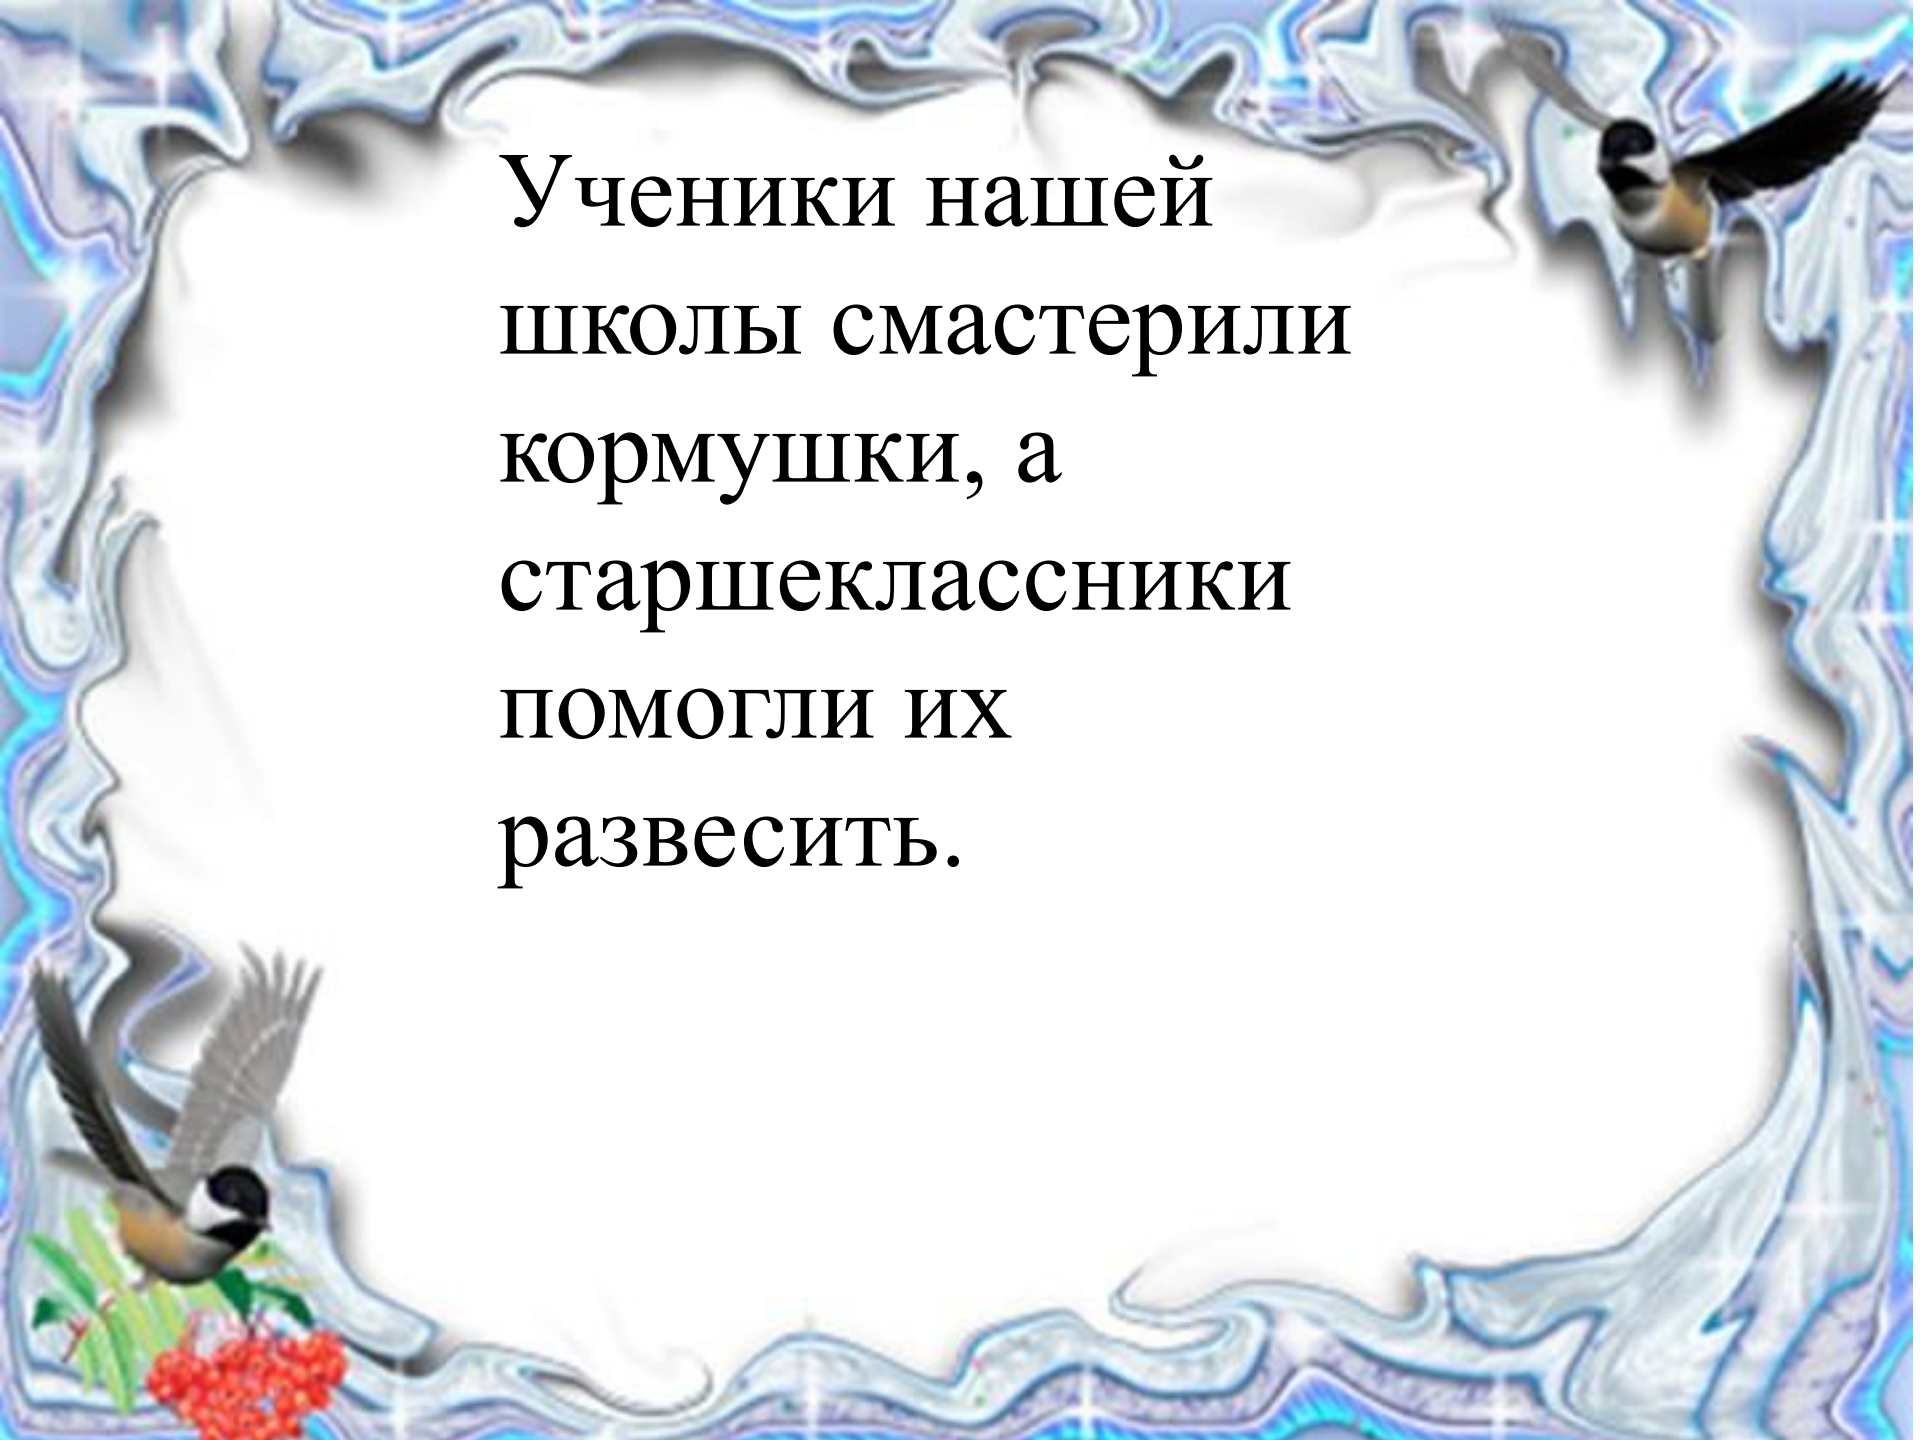 Ученики нашей
школы смастерили
кормушки, а
старшеклассники
помогли их
развесить.